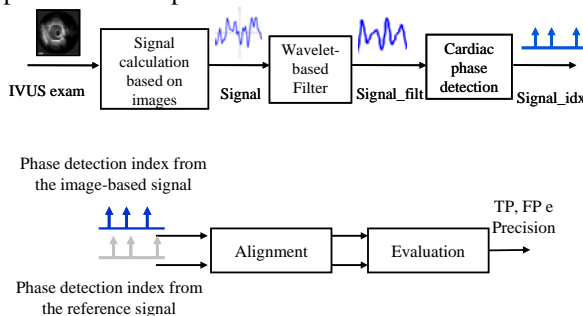 IVUS exam
Signal
calculation
based on
images
Signal
Wavelet-
based
Filter
Signal_filt
Cardiac
phase
detection
Signal_idx
Phase detection index from
the image-based signal
Phase detection index from
the reference signal
Alignment
Evaluation
TP, FP e
Precision